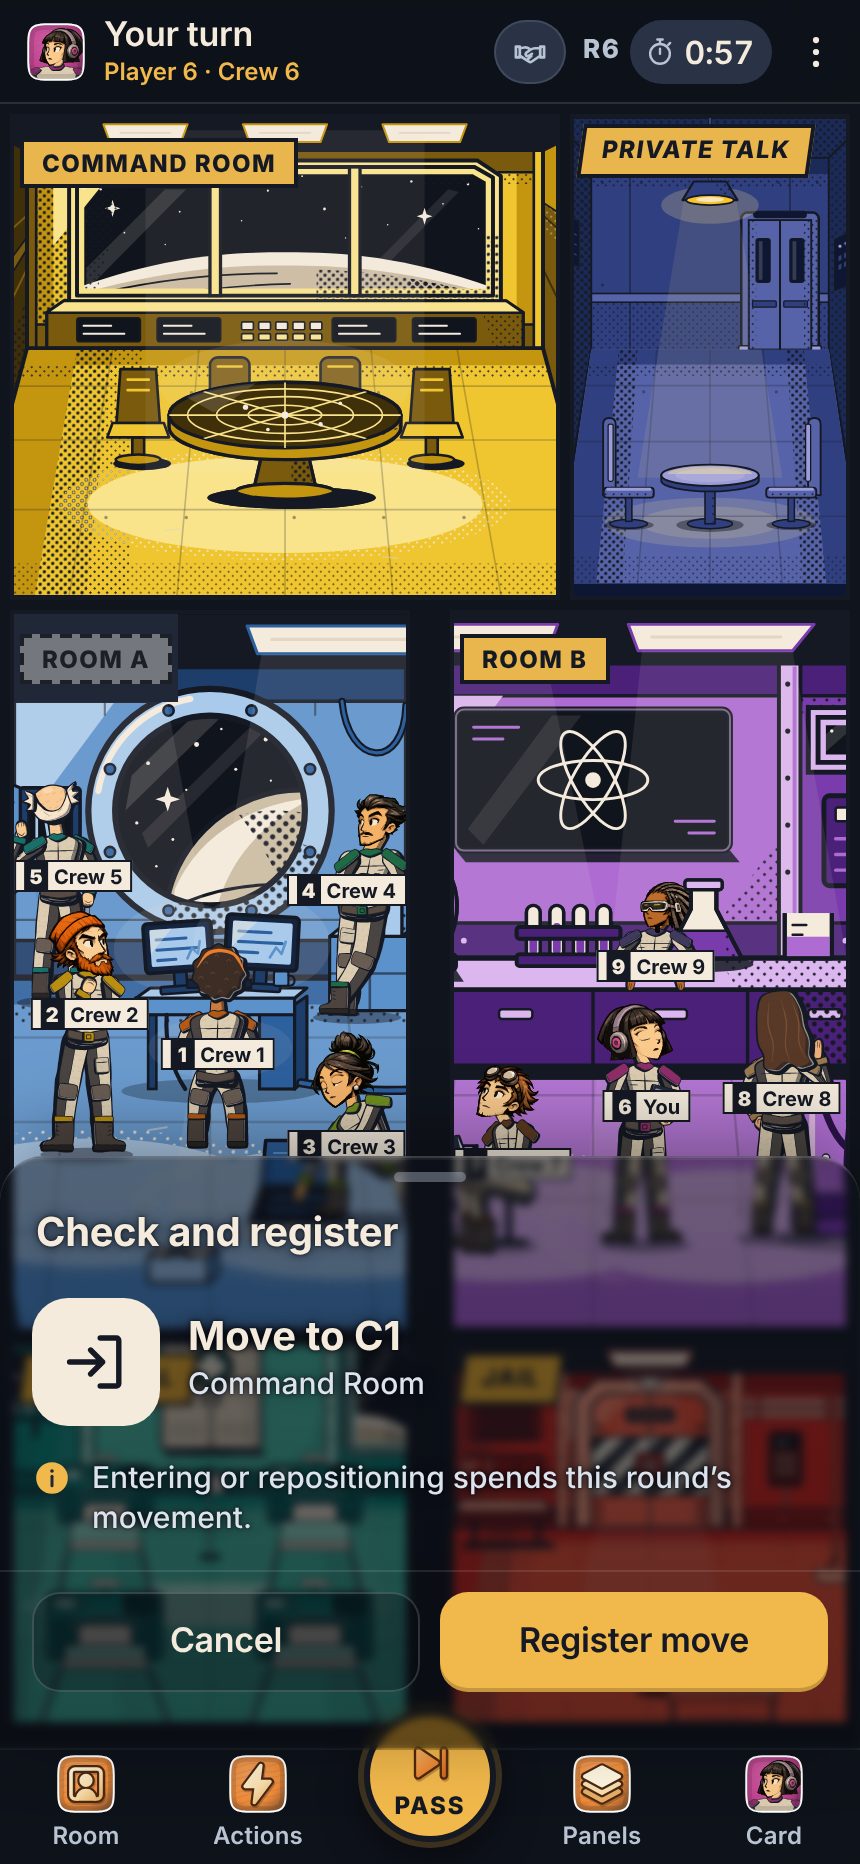 Your turn
Player 6 · Crew 6
R6
0:57
COMMAND ROOM
PRIVATE TALK
ROOM A
ROOM B
5 Crew 5
4 Crew 4
9 Crew 9
2 Crew 2
1 Crew 1
6 You
8 Crew 8
3 Crew 3
Check and register
Move to C1
Command Room
JAIL
Entering or repositioning spends this round's
movement.
Cancel
Register move
PASS
Room
Actions
Panels
Card